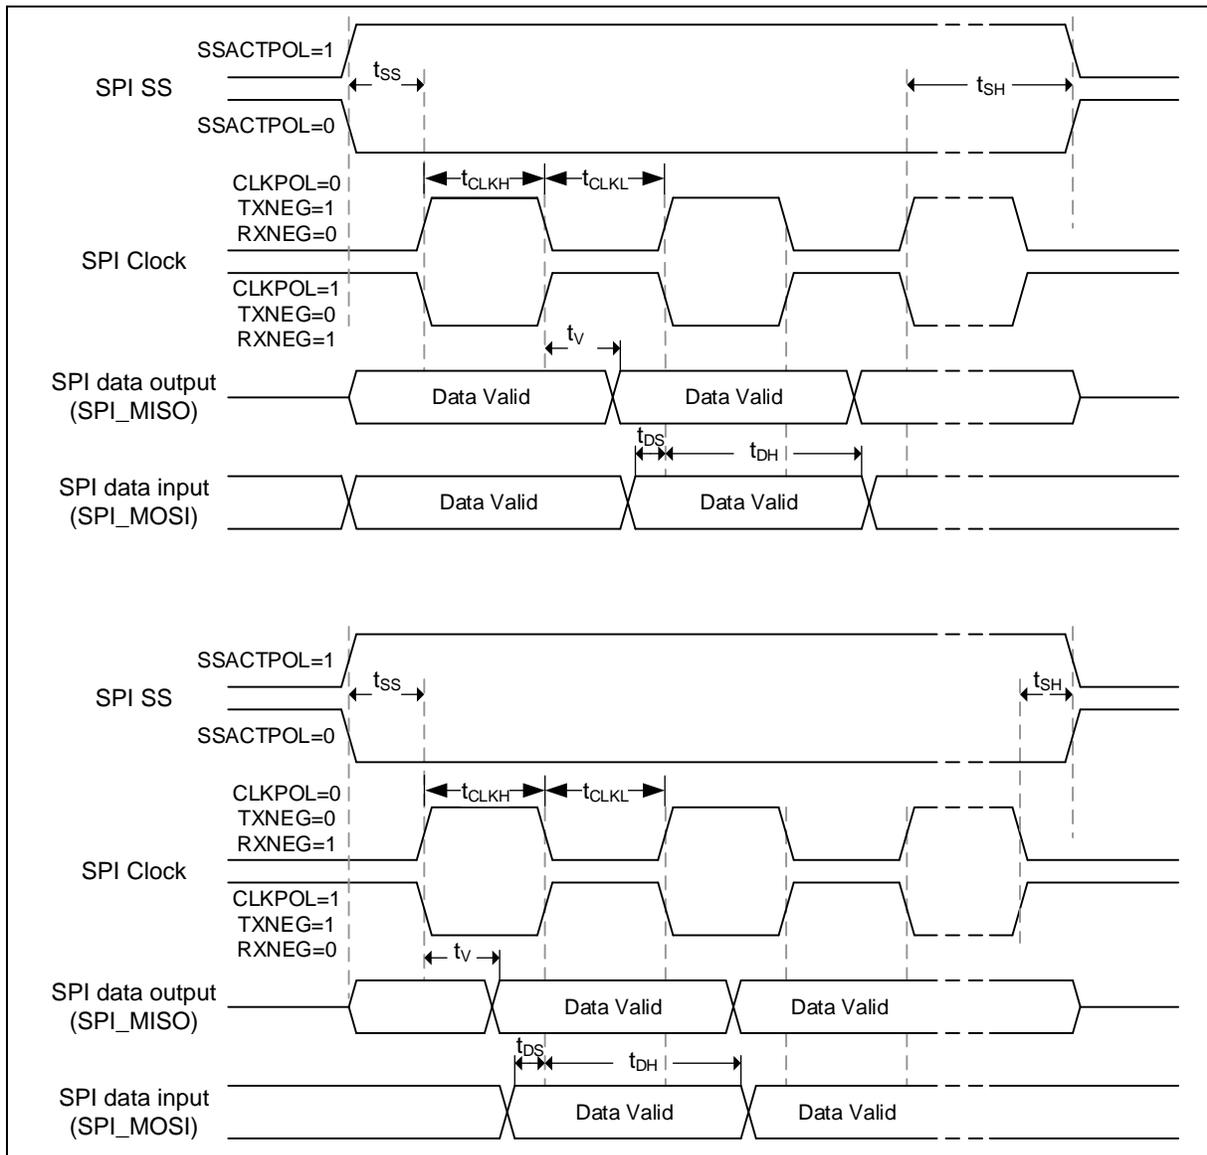 SSACTPOL=1
SPI SS
tSS
tSH
SSACTPOL=0
CLKPOL=0
TXNEG=1
RXNEG=0
tCLKH
tCLKL
SPI Clock
CLKPOL=1
TXNEG=0
RXNEG=1
tV
SPI data output
(SPI_MISO)
Data Valid
Data Valid
tDS
tDH
SPI data input
(SPI_MOSI)
Data Valid
Data Valid
SSACTPOL=1
SPI SS
tSS
tSH
SSACTPOL=0
CLKPOL=0
TXNEG=0
RXNEG=1
tCLKH
tCLKL
SPI Clock
CLKPOL=1
TXNEG=1
RXNEG=0
tV
SPI data output
(SPI_MISO)
Data Valid
Data Valid
tDS
tDH
SPI data input
(SPI_MOSI)
Data Valid
Data Valid